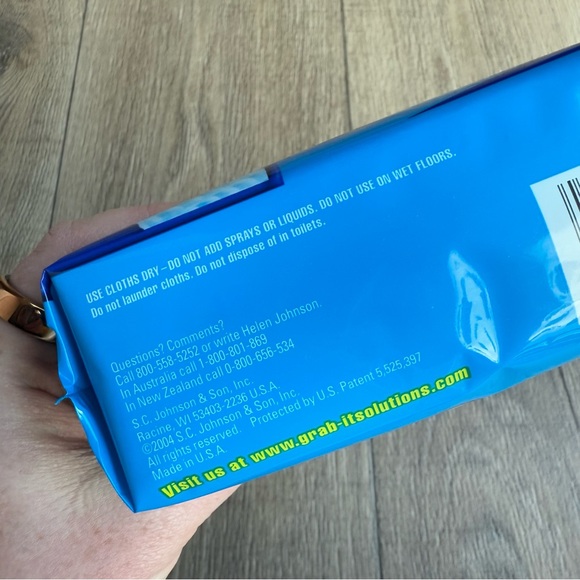 USE CLOTHS DRY – DO NOT ADD SPRAYS OR LIQUIDS. DO NOT USE ON WET FLOORS.
Do not launder cloths. Do not dispose of in toilets.
Questions? Comments?
Call 800-558-5252 or write Helen Johnson.
In Australia call 1-800-801-869
In New Zealand call 0-800-656-534
S.C. Johnson & Son, Inc.
Racine, WI 53403-2236 U.S.A.
©2004 S.C. Johnson & Son, Inc.
All rights reserved Protected by U.S. Patent 5,525,397
Made in U.S.A.
Visit us at www.grab-itsolutions.com